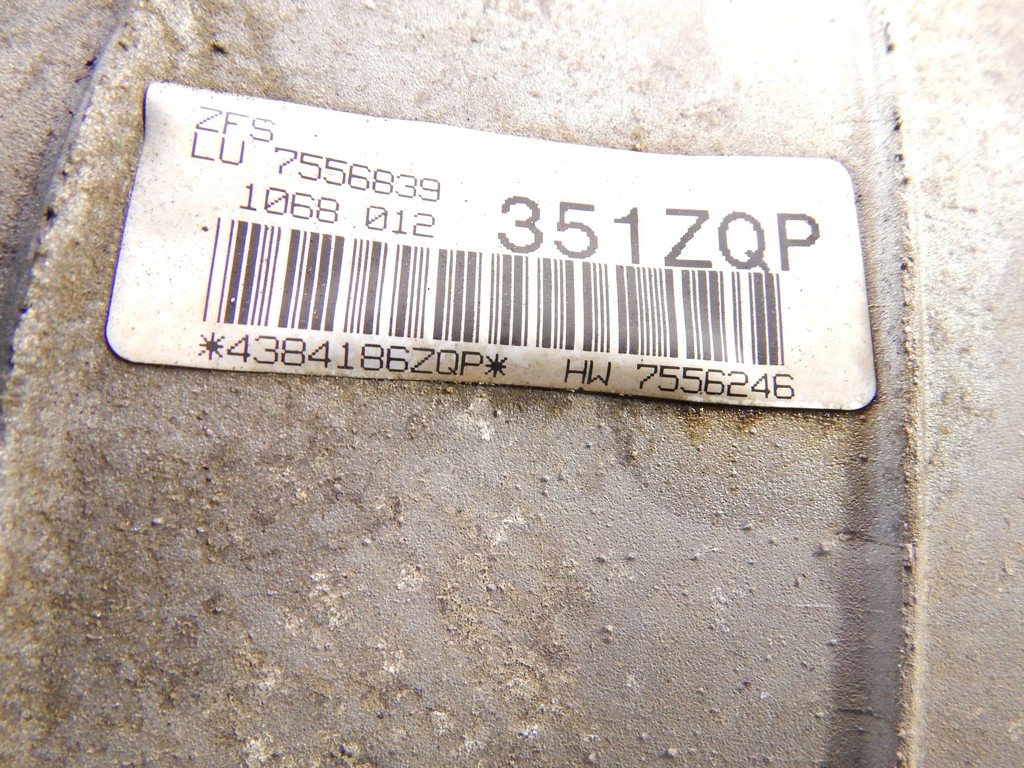 ZFS
LU 7556839
1068 012
351ZQP
*4384186ZQP* HW 7556246